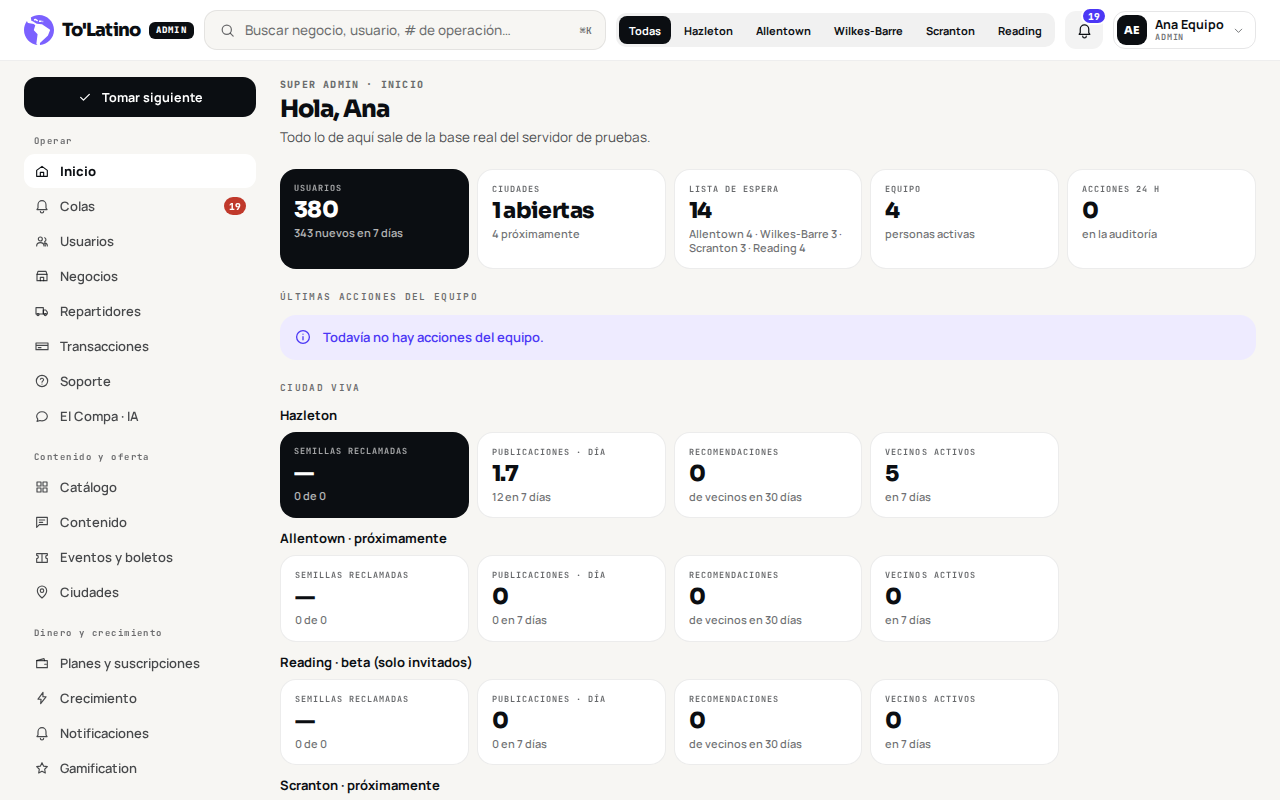 To'Latino
ADMIN
Buscar negocio, usuario, # de operación…
⌘K
Todas
Hazleton
Allentown
Wilkes-Barre
Scranton
Reading
19
AE
Ana Equipo
ADMIN
Tomar siguiente
Operar
Inicio
Colas
19
Usuarios
Negocios
Repartidores
Transacciones
Soporte
El Compa · IA
Contenido y oferta
Catálogo
Contenido
Eventos y boletos
Ciudades
Dinero y crecimiento
Planes y suscripciones
Crecimiento
Notificaciones
Gamification
SUPER ADMIN · INICIO
Hola, Ana
Todo lo de aquí sale de la base real del servidor de pruebas.
USUARIOS
380
343 nuevos en 7 días
CIUDADES
1 abiertas
4 próximamente
LISTA DE ESPERA
14
Allentown 4 · Wilkes-Barre 3 ·
Scranton 3 · Reading 4
EQUIPO
4
personas activas
ACCIONES 24 H
0
en la auditoría
ÚLTIMAS ACCIONES DEL EQUIPO
Todavía no hay acciones del equipo.
CIUDAD VIVA
Hazleton
SEMILLAS RECLAMADAS
—
0 de 0
PUBLICACIONES · DÍA
1.7
12 en 7 días
RECOMENDACIONES
0
de vecinos en 30 días
VECINOS ACTIVOS
5
en 7 días
Allentown · próximamente
SEMILLAS RECLAMADAS
—
0 de 0
PUBLICACIONES · DÍA
0
0 en 7 días
RECOMENDACIONES
0
de vecinos en 30 días
VECINOS ACTIVOS
0
en 7 días
Reading · beta (solo invitados)
SEMILLAS RECLAMADAS
—
0 de 0
PUBLICACIONES · DÍA
0
0 en 7 días
RECOMENDACIONES
0
de vecinos en 30 días
VECINOS ACTIVOS
0
en 7 días
Scranton · próximamente